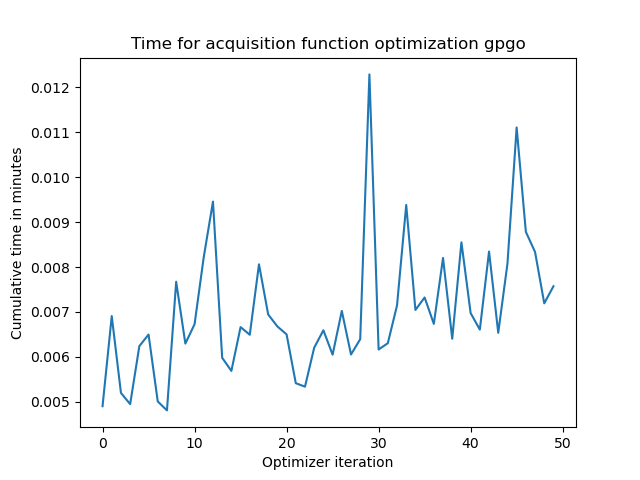 Time for acquisition function optimization gpgo
0.012
0.011
0.010
0.009
0.008
0.007
0.006
0.005
Cumulative time in minutes
0 10 20 30 40 50
Optimizer iteration